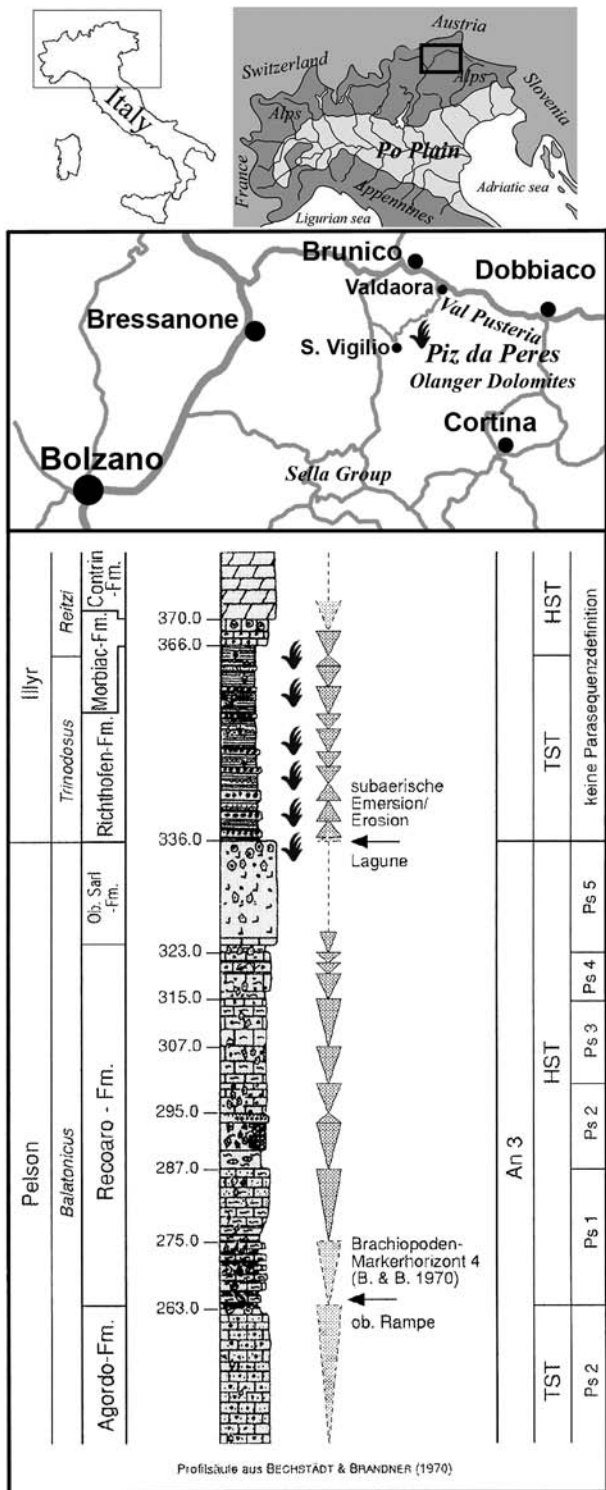 Italy
Switzerland
Austria
Alps
Alps
Slovenia
France
Po Plain
Appennines
Adriatic sea
Ligurian sea
Brunico
Dobbiaco
Valdaora
Val Pusteria
Bressanone
S. Vigilio
Piz da Peres
Olanger Dolomites
Cortina
Bolzano
Sella Group
Illyr
Pelson
Reitzi
Trinodosus
Balatonicus
Contrin
-Fm.
Morbiac-Fm.
Richthofen-Fm.
Ob. Sarl
-Fm.
Recoaro - Fm.
Agordo-Fm.
370.0
366.0
336.0
323.0
315.0
307.0
295.0
287.0
275.0
263.0
subaerische
Emersion/
Erosion
Lagune
Brachiopoden-
Markerhorizont 4
(B. & B. 1970)
ob. Rampe
An 3
HST
TST
HST
TST
keine Parasequenzdefinition
Ps 5
Ps 4
Ps 3
Ps 2
Ps 1
Ps 2
Profilsäule aus BECHSTÄDT & BRANDNER (1970)